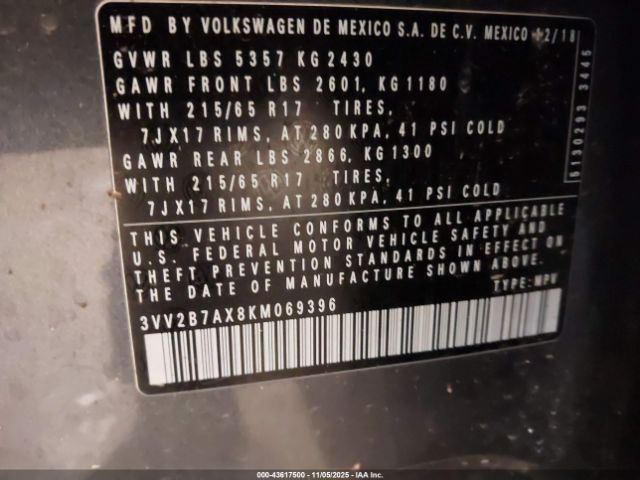 MFD BY VOLKSWAGEN DE MEXICO S.A. DE C.V. MEXICO 12/18
GVWR LBS 5357 KG 2430
GAWR FRONT LBS 2601, KG 1180
WITH 215/65 R17 TIRES,
7JX17 RIMS, AT 280 KPA, 41 PSI COLD
GAWR REAR LBS 2866, KG 1300
WITH 215/65 R17 TIRES,
7JX17 RIMS, AT 280 KPA, 41 PSI COLD
5130293 3445
THIS VEHICLE CONFORMS TO ALL APPLICABLE
U.S. FEDERAL MOTOR VEHICLE SAFETY AND
THEFT PREVENTION STANDARDS IN EFFECT ON
THE DATE OF MANUFACTURE SHOWN ABOVE.
TYPE: MPV
3VV2B7AX8KM069396
000-43617500 - 11/05/2025 - IAAI Inc.